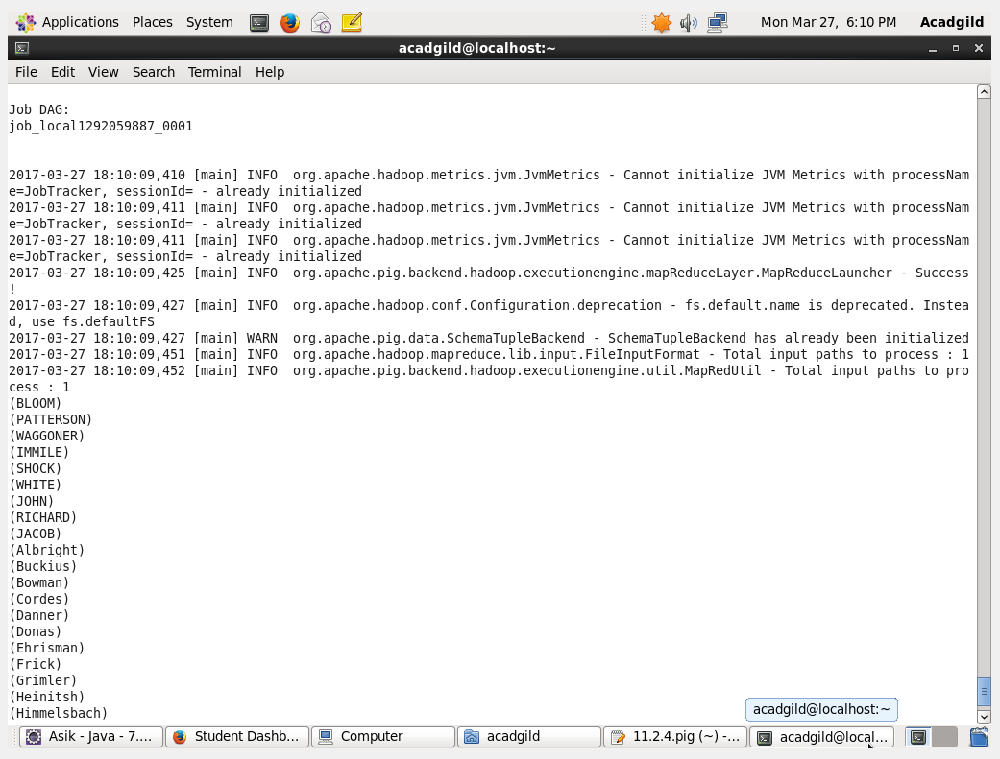 Applications Places System Mon Mar 27, 6:10 PM Acadgild
acadgild@localhost:~
File Edit View Search Terminal Help
Job DAG:
job_local1292059887_0001
2017-03-27 18:10:09,410 [main] INFO  org.apache.hadoop.metrics.jvm.JvmMetrics - Cannot initialize JVM Metrics with processNam
e=JobTracker, sessionId= - already initialized
2017-03-27 18:10:09,411 [main] INFO  org.apache.hadoop.metrics.jvm.JvmMetrics - Cannot initialize JVM Metrics with processNam
e=JobTracker, sessionId= - already initialized
2017-03-27 18:10:09,411 [main] INFO  org.apache.hadoop.metrics.jvm.JvmMetrics - Cannot initialize JVM Metrics with processNam
e=JobTracker, sessionId= - already initialized
2017-03-27 18:10:09,425 [main] INFO  org.apache.pig.backend.hadoop.executionengine.mapReduceLayer.MapReduceLauncher - Success
!
2017-03-27 18:10:09,427 [main] INFO  org.apache.hadoop.conf.Configuration.deprecation - fs.default.name is deprecated. Instea
d, use fs.defaultFS
2017-03-27 18:10:09,427 [main] WARN  org.apache.pig.data.SchemaTupleBackend - SchemaTupleBackend has already been initialized
2017-03-27 18:10:09,451 [main] INFO  org.apache.hadoop.mapreduce.lib.input.FileInputFormat - Total input paths to process : 1
2017-03-27 18:10:09,452 [main] INFO  org.apache.pig.backend.hadoop.executionengine.util.MapRedUtil - Total input paths to pro
cess : 1
(BLOOM)
(PATTERSON)
(WAGGONER)
(IMMILE)
(SHOCK)
(WHITE)
(JOHN)
(RICHARD)
(JACOB)
(Albright)
(Buckius)
(Bowman)
(Cordes)
(Danner)
(Donas)
(Ehrisman)
(Frick)
(Grimler)
(Heinitsh)
(Himmelsbach)
acadgild@localhost:~
Asik - Java - 7.... Student Dashb... Computer acadgild 11.2.4.pig (~) -... acadgild@local...